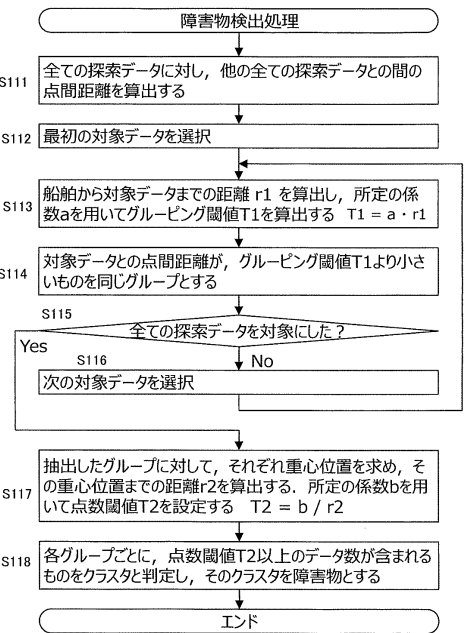 障害物検出処理
S111
全ての探索データに対し，他の全ての探索データとの間の
点間距離を算出する
S112
最初の対象データを選択
S113
船舶から対象データまでの距離 r1 を算出し，所定の係
数aを用いてグルーピング閾値T1を算出する T1 = a・r1
S114
対象データとの点間距離が，グルーピング閾値T1より小さ
いものを同じグループとする
S115
全ての探索データを対象にした？
Yes
No
S116
次の対象データを選択
S117
抽出したグループに対して，それぞれ重心位置を求め，そ
の重心位置までの距離r2を算出する．所定の係数bを用
いて点数閾値T2を設定する T2 = b / r2
S118
各グループごとに，点数閾値T2以上のデータ数が含まれる
ものをクラスタと判定し，そのクラスタを障害物とする
エンド